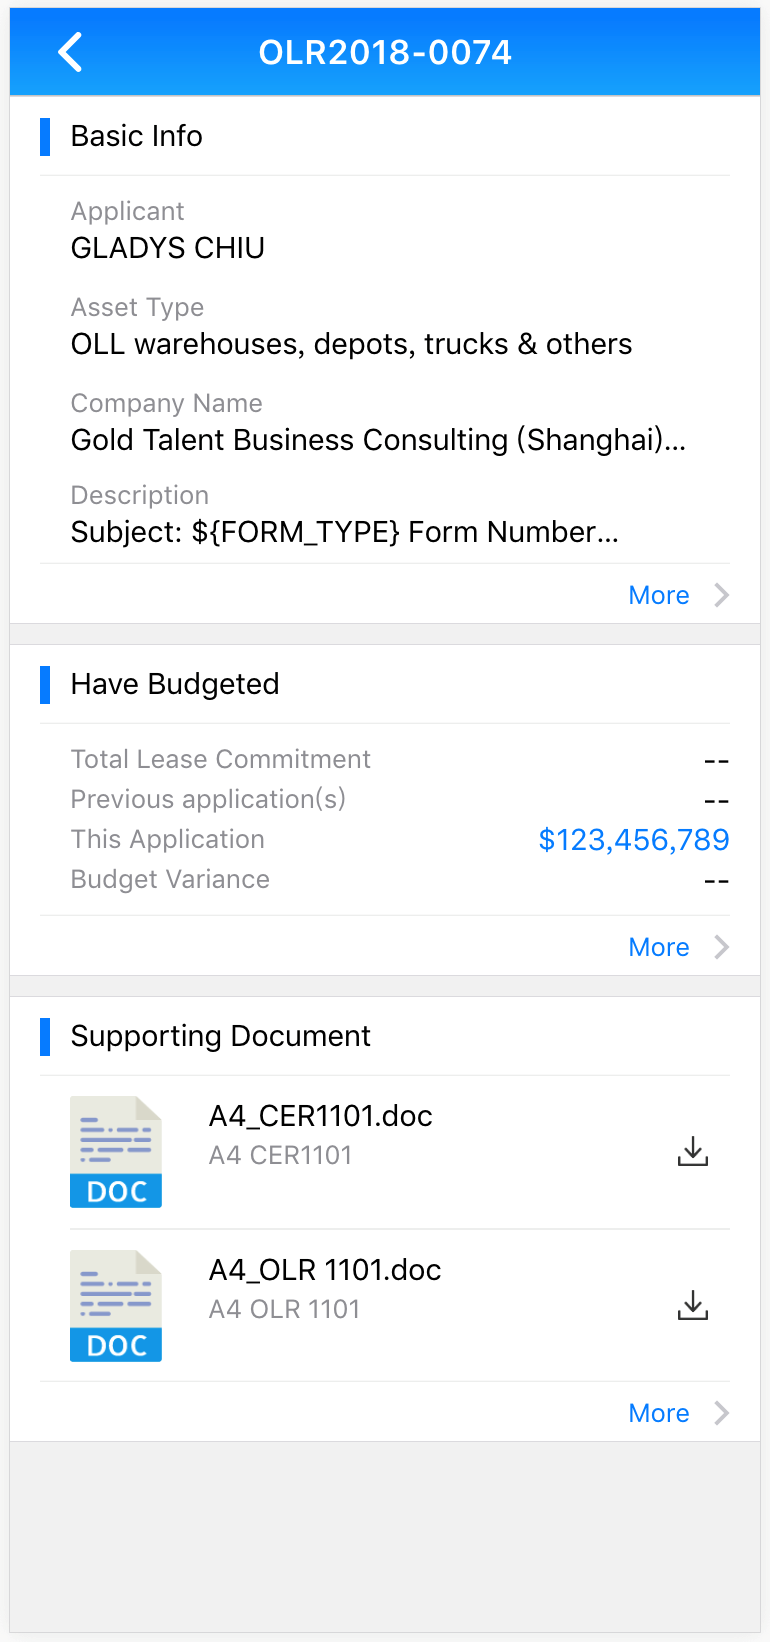 OLR2018-0074
Basic Info
Applicant
GLADYS CHIU
Asset Type
OLL warehouses, depots, trucks & others
Company Name
Gold Talent Business Consulting (Shanghai)...
Description
Subject: ${FORM_TYPE} Form Number...
More
Have Budgeted
Total Lease Commitment --
Previous application(s) --
This Application $123,456,789
Budget Variance --
More
Supporting Document
A4_CER1101.doc
A4 CER1101
DOC
A4_OLR 1101.doc
A4 OLR 1101
DOC
More